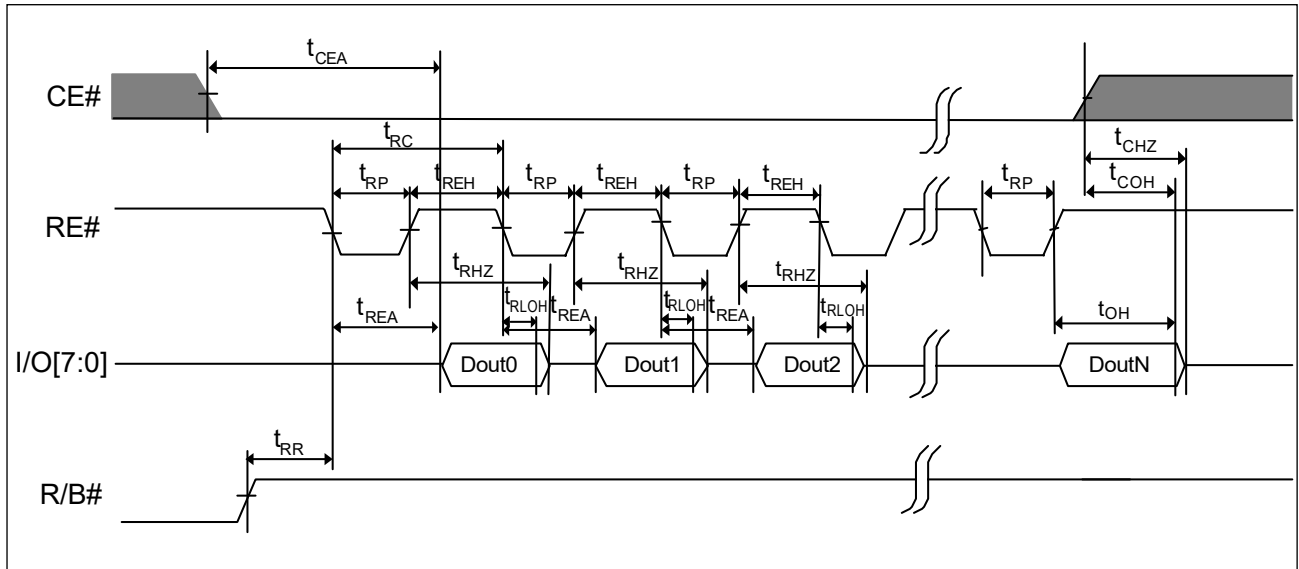 tCEA
CE#
tRC
tCHZ
tRP tREH tRP tREH tRP tREH tRP tCOH
RE#
tRHZ tRHZ tRHZ
tREA tRLOH tREA tRLOH tREA tRLOH tOH
I/O[7:0] Dout0 Dout1 Dout2 DoutN
tRR
R/B#